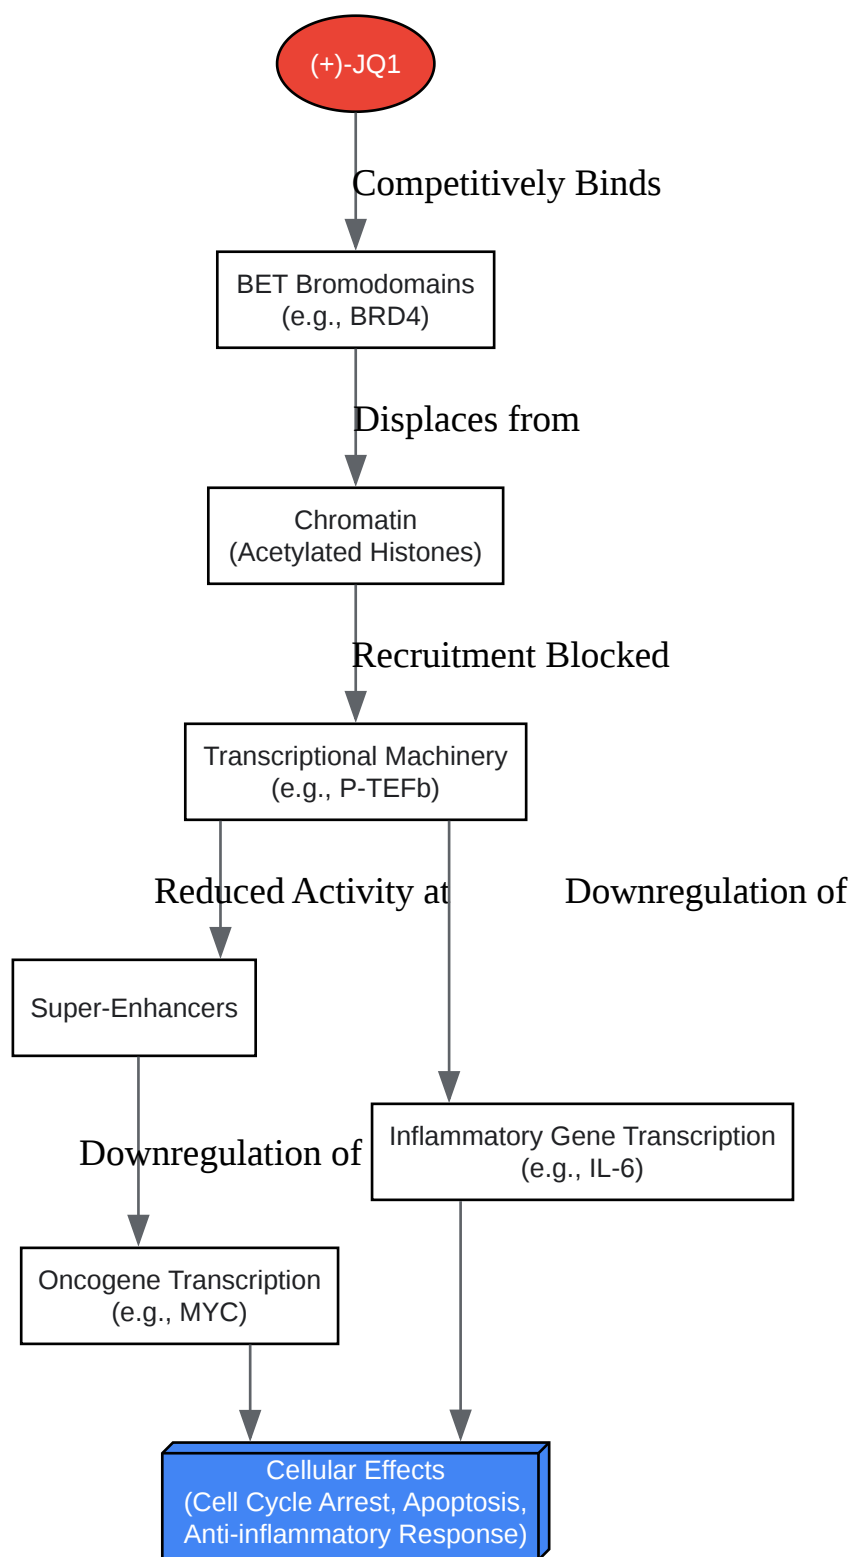 (+)-JQ1
Competitively Binds
BET Bromodomains
(e.g., BRD4)
Displaces from
Chromatin
(Acetylated Histones)
Recruitment Blocked
Transcriptional Machinery
(e.g., P-TEFb)
Reduced Activity at
Downregulation of
Super-Enhancers
Inflammatory Gene Transcription
(e.g., IL-6)
Downregulation of
Oncogene Transcription
(e.g., MYC)
Cellular Effects
(Cell Cycle Arrest, Apoptosis,
Anti-inflammatory Response)